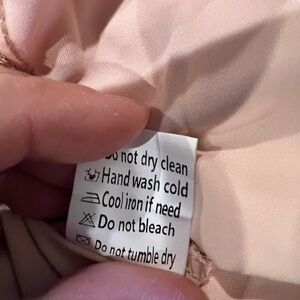 Do not dry clean
Hand wash cold
Cool iron if need
Do not bleach
Do not tumble dry